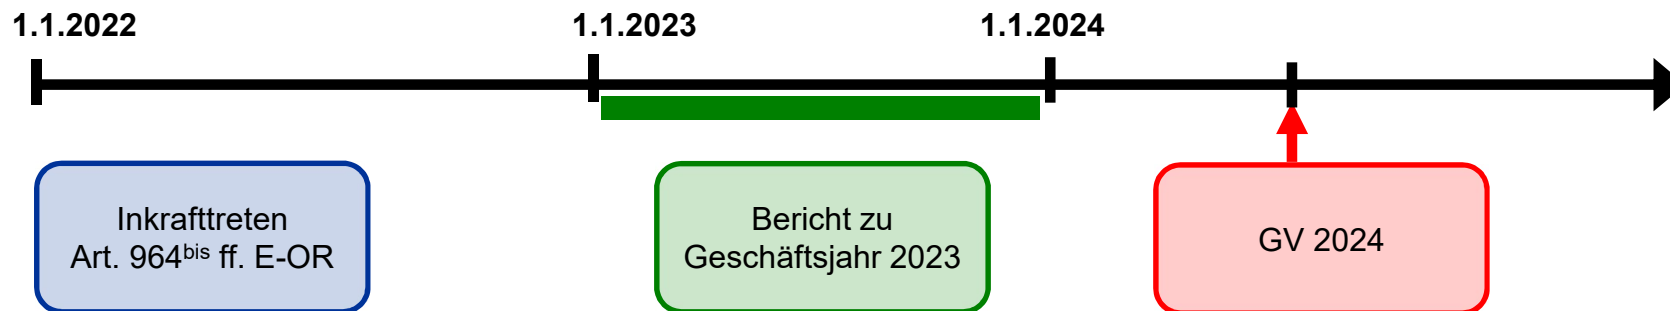 1.1.2022
1.1.2023
1.1.2024
Inkrafttreten
Art. 964bis ff. E-OR
Bericht zu
Geschäftsjahr 2023
GV 2024